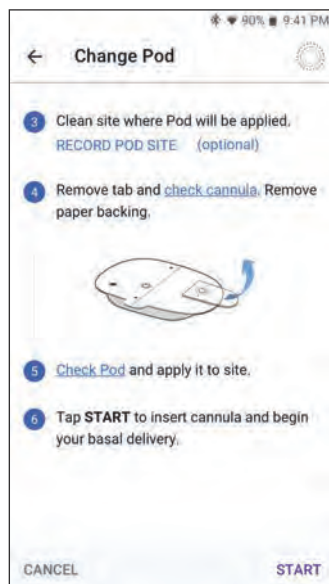 90% 9:41 PM
Change Pod
3 Clean site where Pod will be applied.
RECORD POD SITE (optional)
4 Remove tab and check cannula. Remove
paper backing.
5 Check Pod and apply it to site.
6 Tap START to insert cannula and begin
your basal delivery.
CANCEL START